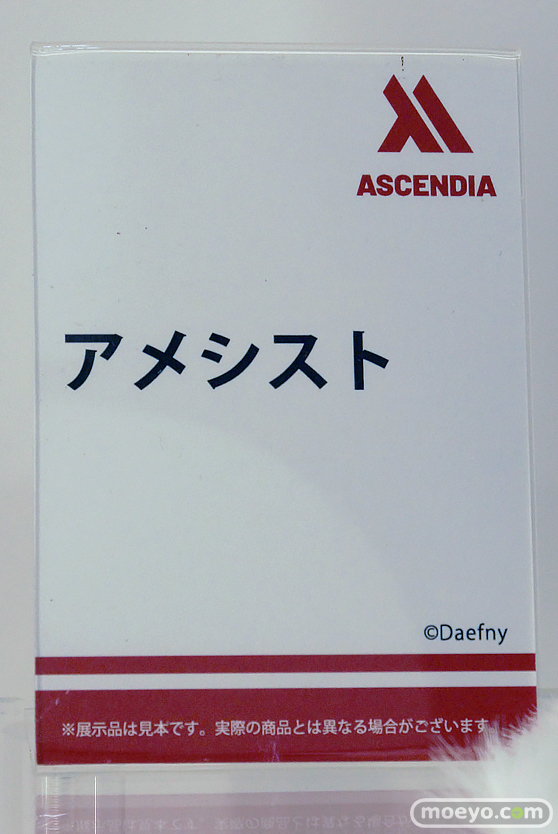 ASCENDIA
アメシスト
©Daefny
※展示品は見本です。実際の商品とは異なる場合がございます。
moeyo.com